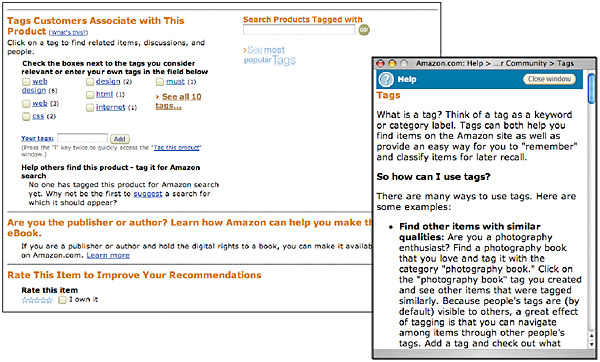 Tags Customers Associate with This
Product (What's this?)
Click on a tag to find related items, discussions, and
people.
Check the boxes next to the tags you consider
relevant or enter your own tags in the field below
web
design (6)
web (2)
css (2)
design (2)
html (1)
internet (1)
must (1)
› See all 10
tags...
Your tags: Add
(Press the 'T' key twice to quickly access the "Tag this product"
window.)
Help others find this product - tag it for Amazon
search
No one has tagged this product for Amazon search
yet. Why not be the first to suggest a search for
which it should appear?
Search Products Tagged with
GO!
› See most
popular Tags
Are you the publisher or author? Learn how Amazon can help you make th
eBook.
If you are a publisher or author and hold the digital rights to a book, you can make it availab
on Amazon.com. Learn more
Rate This Item to Improve Your Recommendations
Rate this item
I own it
Amazon.com: Help > ...r Community > Tags
? Help
Close window
Tags
What is a tag? Think of a tag as a keyword
or category label. Tags can both help you
find items on the Amazon site as well as
provide an easy way for you to "remember"
and classify items for later recall.
So how can I use tags?
There are many ways to use tags. Here are
some examples:
• Find other items with similar
qualities: Are you a photography
enthusiast? Find a photography book
that you love and tag it with the
category "photography book." Click on
the "photography book" tag you created
and see other items that were tagged
similarly. Because people's tags are (by
default) visible to others, a great effect
of tagging is that you can navigate
among items through other people's
tags. Add a tag and check out what